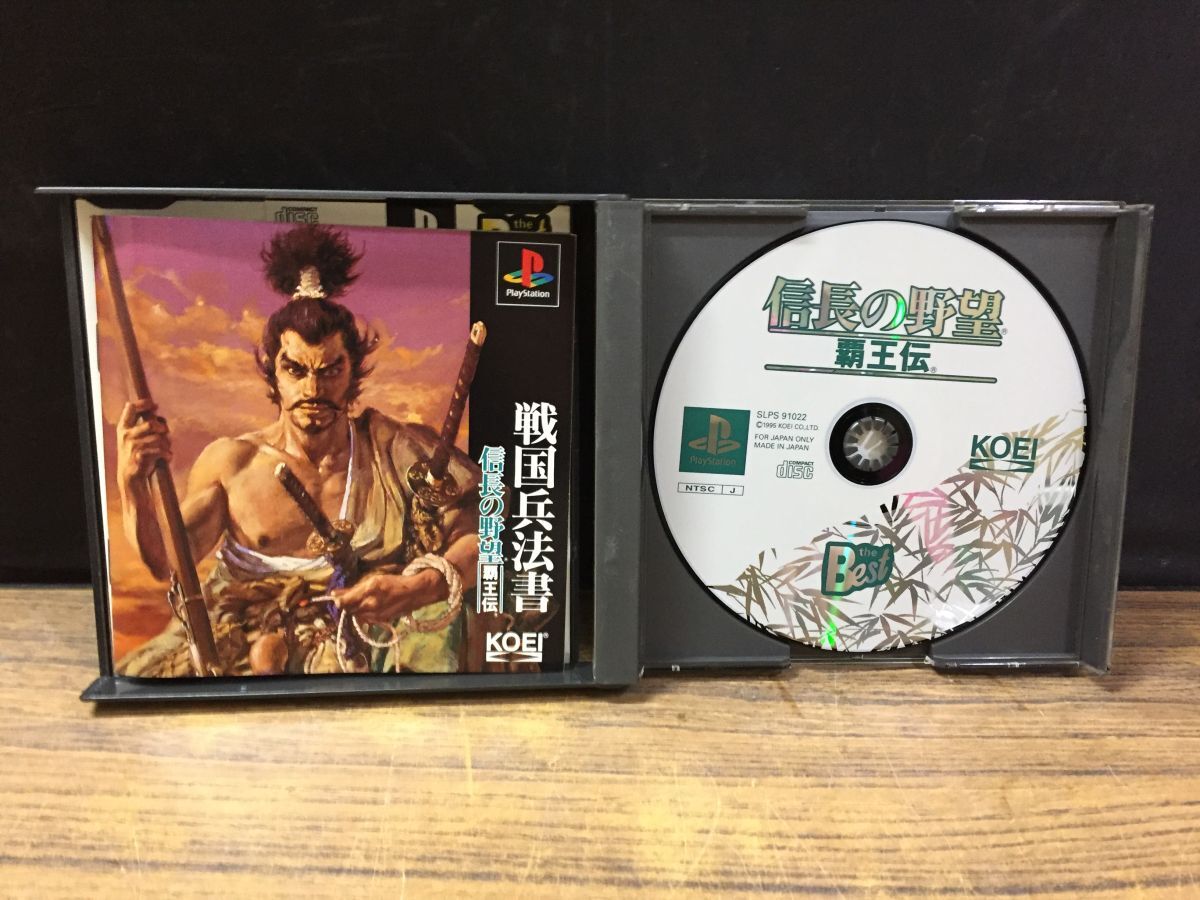 disc
the
PlayStation
戦国兵法書
信長の野望
覇王伝
KOEI®
信長の野望®
覇王伝®
SLPS 91022
©1995 KOEI CO.,LTD.
FOR JAPAN ONLY
MADE IN JAPAN
PlayStation
COMPACT
disc
NTSC J
KOEI
the
Best